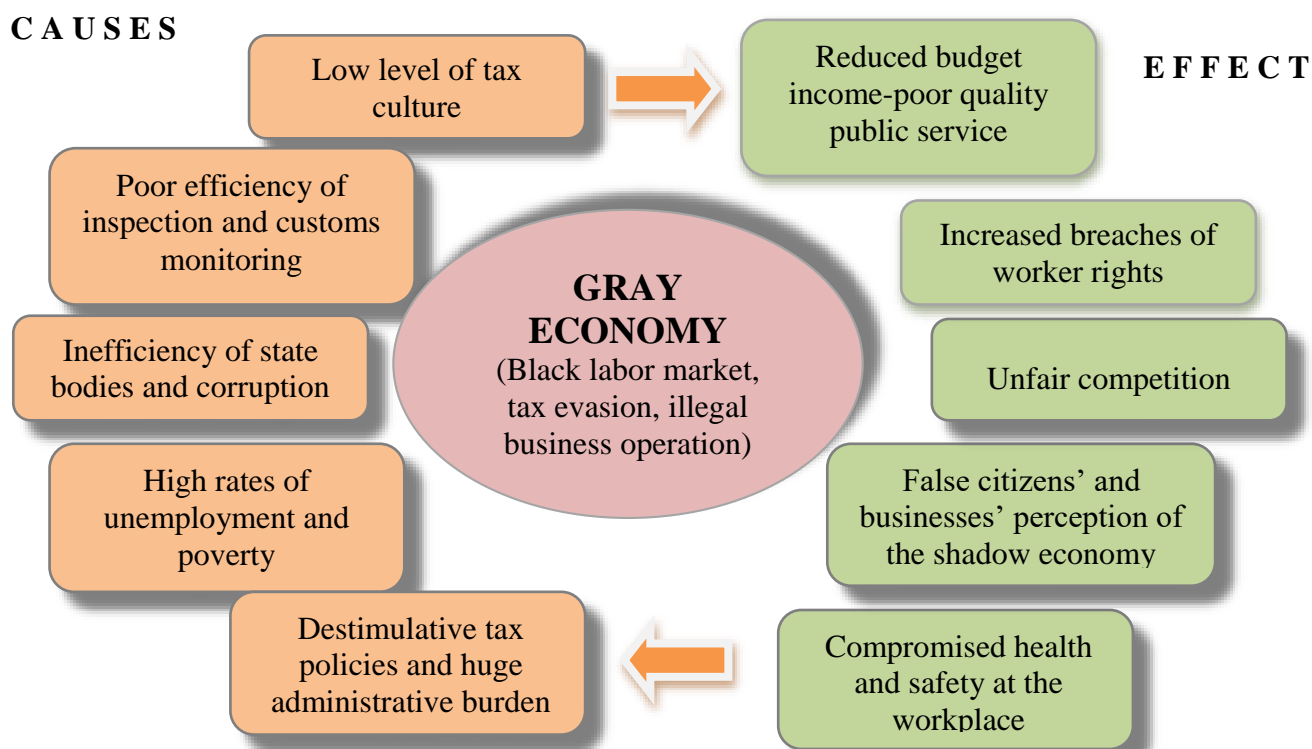 C A U S E S
E F F E C T
Low level of tax
culture
Reduced budget
income-poor quality
public service
Poor efficiency of
inspection and customs
monitoring
Increased breaches of
worker rights
GRAY
ECONOMY
(Black labor market,
tax evasion, illegal
business operation)
Inefficiency of state
bodies and corruption
Unfair competition
High rates of
unemployment and
poverty
False citizens’ and
businesses’ perception of
the shadow economy
Destimulative tax
policies and huge
administrative burden
Compromised health
and safety at the
workplace